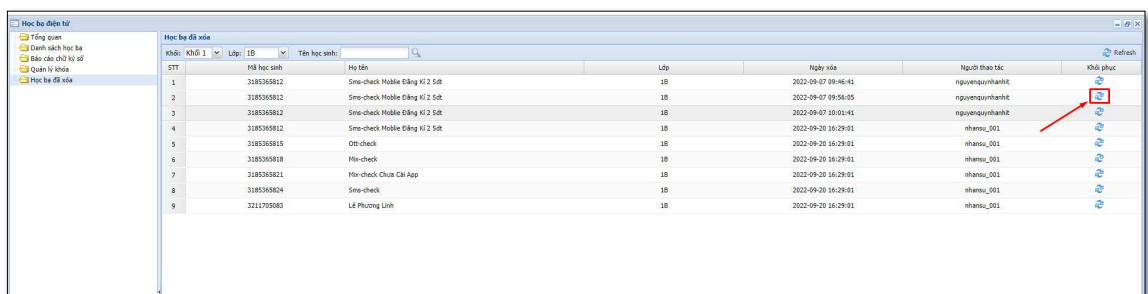 Học bạ điện tử
Tổng quan
Danh sách học bạ
Báo cáo chữ ký số
Quản lý khóa
Học bạ đã xóa
Học bạ đã xóa
Khối: Khối 1 Lớp: 1B Tên học sinh: Refresh
STT Mã học sinh Họ tên Lớp Ngày xóa Người thao tác Khôi phục
1 3185365812 Sms-check Moblie Đăng Kí 2 Sdt 1B 2022-09-07 09:46:41 nguyenquynhanhit
2 3185365812 Sms-check Moblie Đăng Kí 2 Sdt 1B 2022-09-07 09:56:05 nguyenquynhanhit
3 3185365812 Sms-check Moblie Đăng Kí 2 Sdt 1B 2022-09-07 10:01:41 nguyenquynhanhit
4 3185365812 Sms-check Moblie Đăng Kí 2 Sdt 1B 2022-09-20 16:29:01 nhansu_001
5 3185365815 Ott-check 1B 2022-09-20 16:29:01 nhansu_001
6 3185365818 Mix-check 1B 2022-09-20 16:29:01 nhansu_001
7 3185365821 Mix-check Chưa Cài App 1B 2022-09-20 16:29:01 nhansu_001
8 3185365824 Sms-check 1B 2022-09-20 16:29:01 nhansu_001
9 3211705083 Lê Phương Linh 1B 2022-09-20 16:29:01 nhansu_001